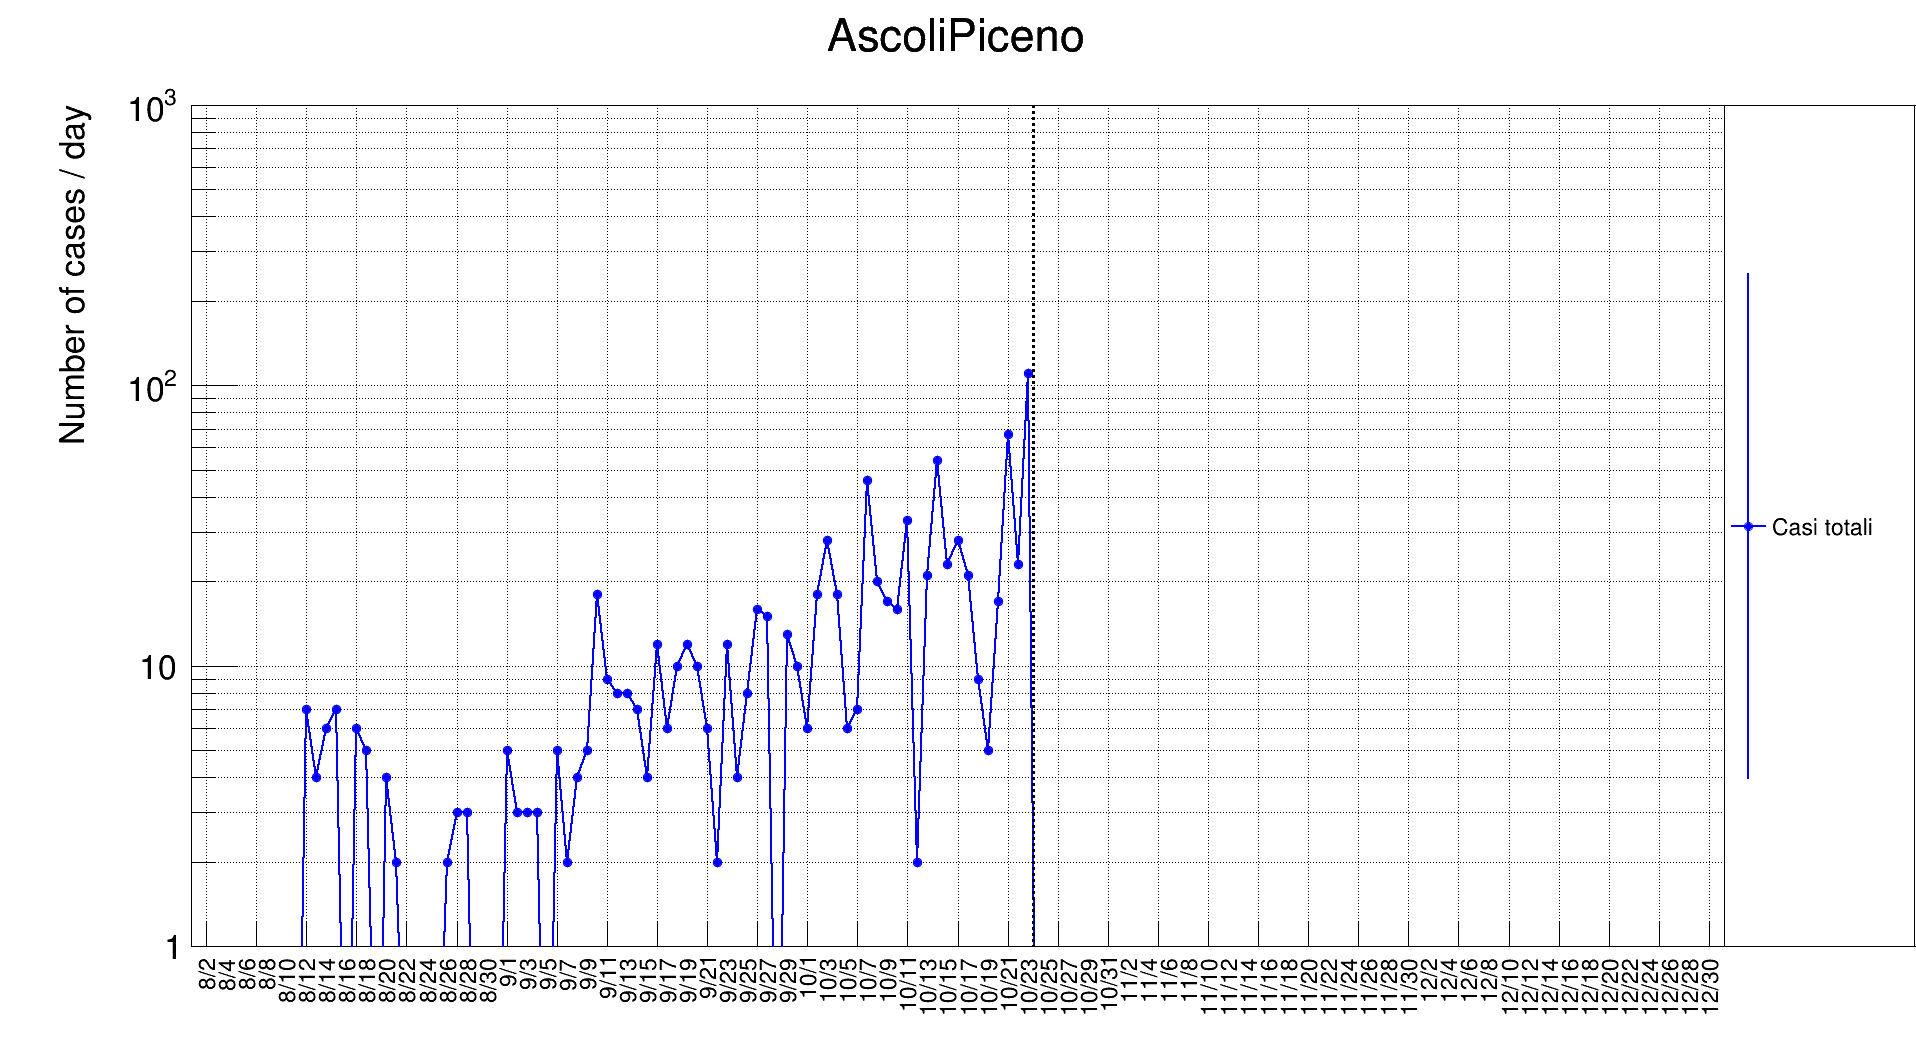 AscoliPiceno
Number of cases / day
10³
10²
10
1
8/2 8/4 8/6 8/8 8/10 8/12 8/14 8/16 8/18 8/20 8/22 8/24 8/26 8/28 8/30 9/1 9/3 9/5 9/7 9/9 9/11 9/13 9/15 9/17 9/19 9/21 9/23 9/25 9/27 9/29 10/1 10/3 10/5 10/7 10/9 10/11 10/13 10/15 10/17 10/19 10/21 10/23 10/25 10/27 10/29 10/31 11/2 11/4 11/6 11/8 11/10 11/12 11/14 11/16 11/18 11/20 11/22 11/24 11/26 11/28 11/30 12/2 12/4 12/6 12/8 12/10 12/12 12/14 12/16 12/18 12/20 12/22 12/24 12/26 12/28 12/30
Casi totali